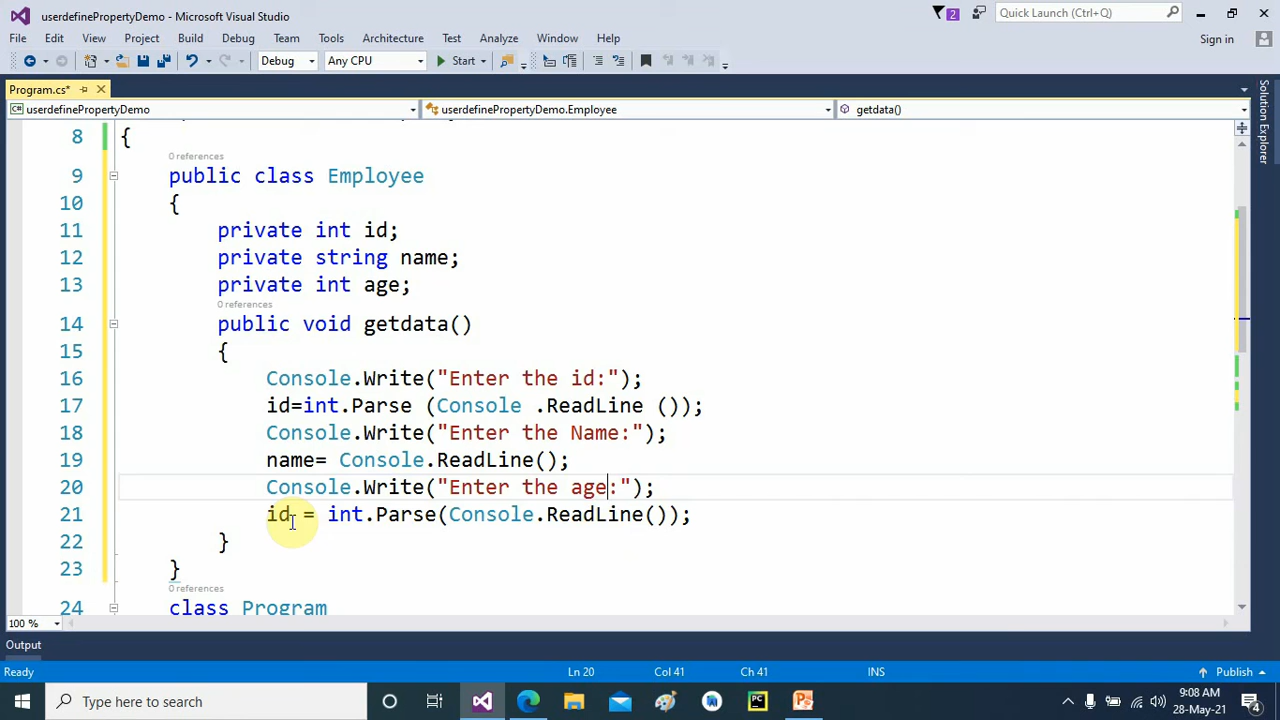 userdefinePropertyDemo - Microsoft Visual Studio
2
Quick Launch (Ctrl+Q)
File Edit View Project Build Debug Team Tools Architecture Test Analyze Window Help
Sign in
Debug Any CPU Start
Program.cs*
C# userdefinePropertyDemo userdefinePropertyDemo.Employee getdata()
Solution Explorer
8 {
0 references
9 public class Employee
10 {
11 private int id;
12 private string name;
13 private int age;
0 references
14 public void getdata()
15 {
16 Console.Write("Enter the id:");
17 id=int.Parse (Console .ReadLine ());
18 Console.Write("Enter the Name:");
19 name= Console.ReadLine();
20 Console.Write("Enter the age:");
21 id = int.Parse(Console.ReadLine());
22 }
23 }
0 references
24 class Program
100 %
Output
Ready Ln 20 Col 41 Ch 41 INS Publish
Type here to search PC 9:08 AM
28-May-21 4